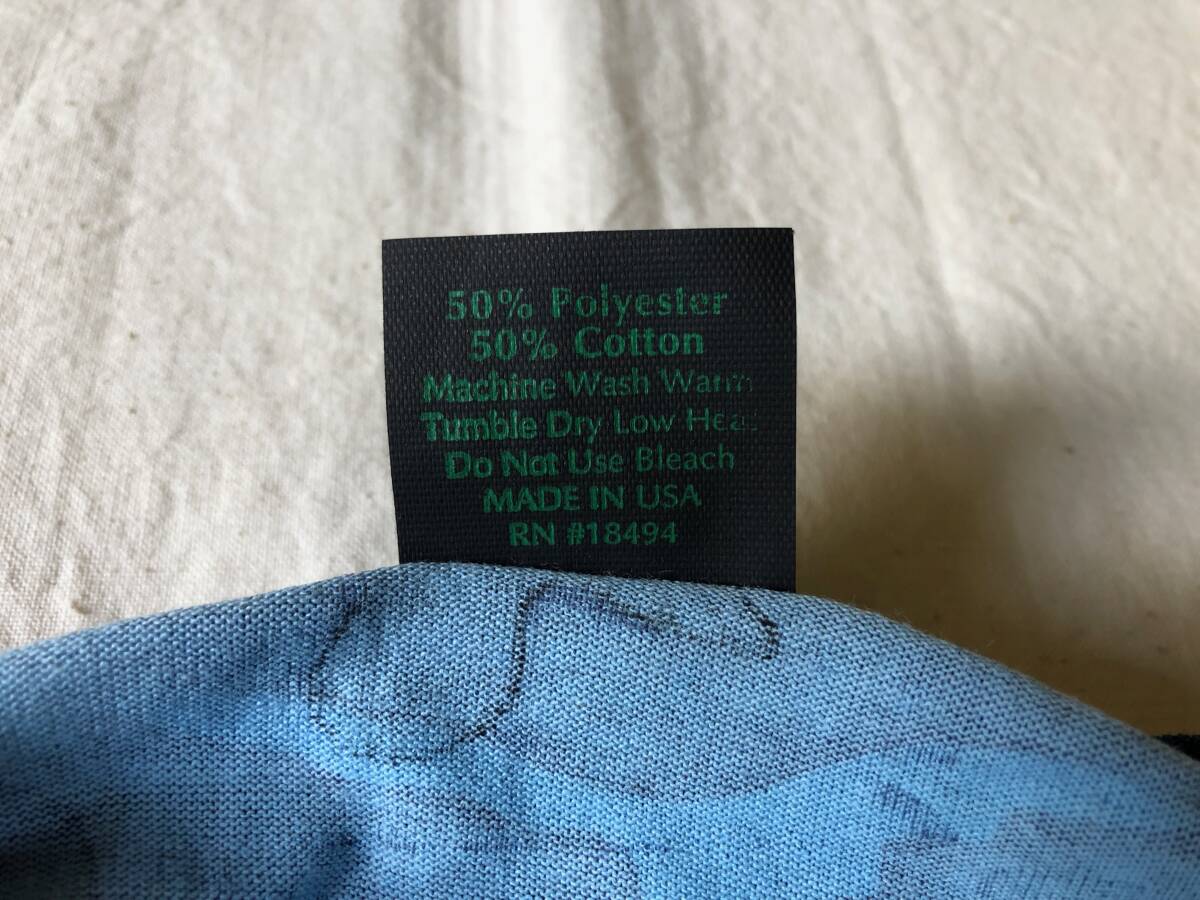 50% Polyester
50% Cotton
Machine Wash Warm
Tumble Dry Low Heat
Do Not Use Bleach
MADE IN USA
RN #18494